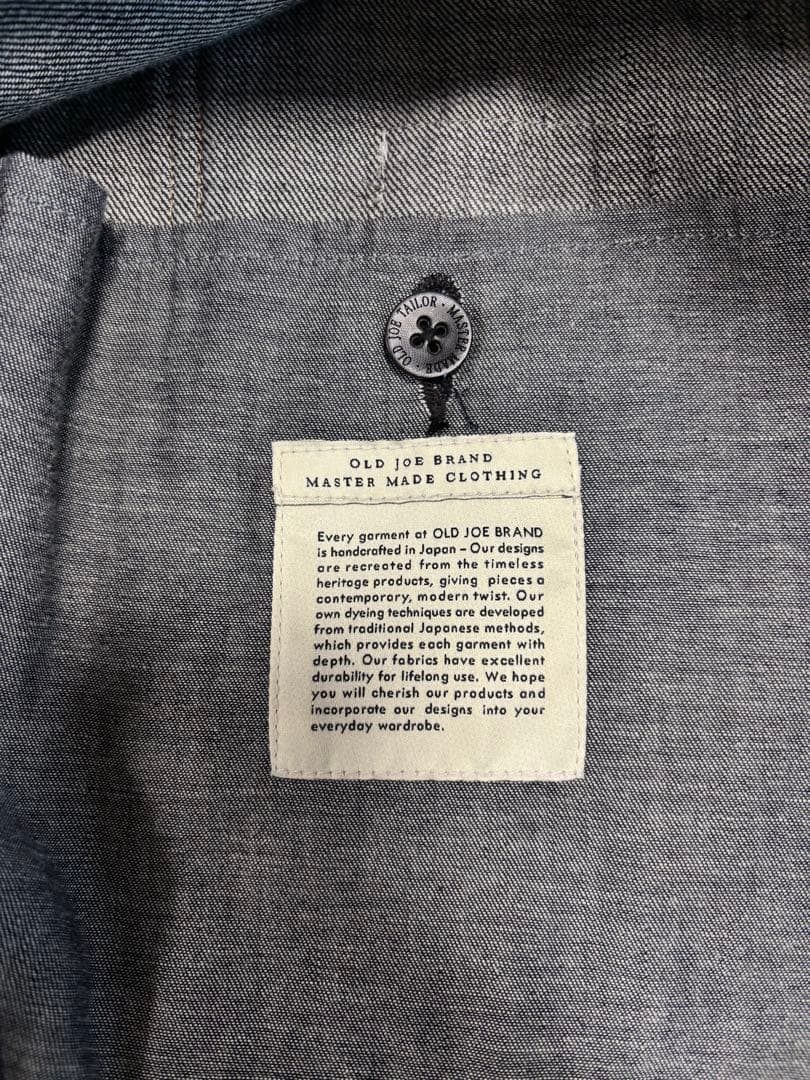 OLD JOE TAILOR · MASTER MADE ·
OLD JOE BRAND
MASTER MADE CLOTHING
Every garment at OLD JOE BRAND
is handcrafted in Japan – Our designs
are recreated from the timeless
heritage products, giving pieces a
contemporary, modern twist. Our
own dyeing techniques are developed
from traditional Japanese methods,
which provides each garment with
depth. Our fabrics have excellent
durability for lifelong use. We hope
you will cherish our products and
incorporate our designs into your
everyday wardrobe.